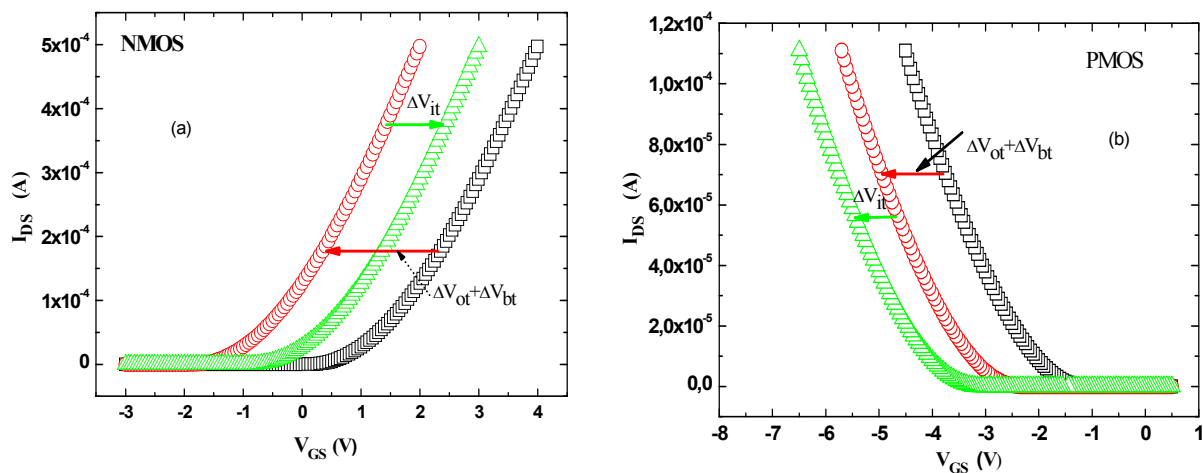 NMOS
(a)
ΔV_it
ΔV_ot+ΔV_bt
I_DS (A)
5x10⁻⁴
4x10⁻⁴
3x10⁻⁴
2x10⁻⁴
1x10⁻⁴
0
-3 -2 -1 0 1 2 3 4
V_GS (V)
PMOS
(b)
ΔV_ot+ΔV_bt
ΔV_it
I_DS (A)
1,2x10⁻⁴
1,0x10⁻⁴
8,0x10⁻⁵
6,0x10⁻⁵
4,0x10⁻⁵
2,0x10⁻⁵
0,0
-8 -7 -6 -5 -4 -3 -2 -1 0 1
V_GS (V)